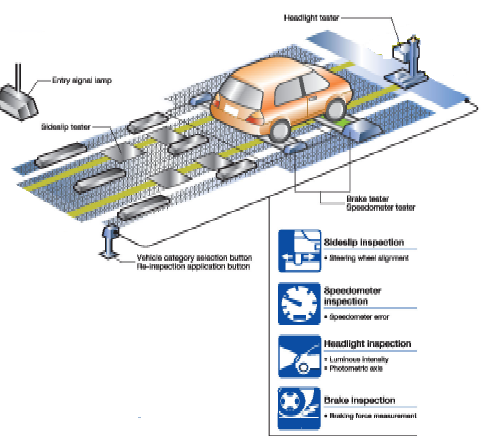 Headlight tester
Entry signal lamp
Sideslip tester
Brake tester
Speedometer tester
Vehicle category selection button
Re-inspection application button
Sideslip inspection
• Steering wheel alignment
Speedometer
inspection
• Speedometer error
Headlight inspection
• Luminous intensity
• Photometric axis
Brake inspection
• Braking force measurement